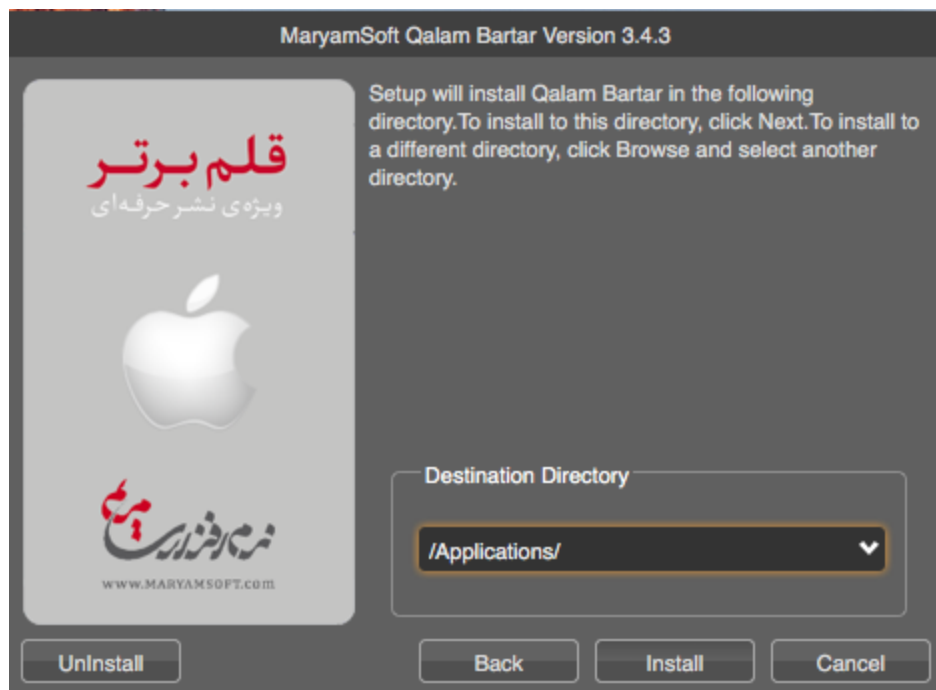 MaryamSoft Qalam Bartar Version 3.4.3
قلم برتر
ویژه‌ی نشر حرفه‌ای
نرم‌افزاری مریم
www.MARYAMSOFT.com
Setup will install Qalam Bartar in the following
directory.To install to this directory, click Next.To install to
a different directory, click Browse and select another
directory.
Destination Directory
/Applications/
UnInstall
Back
Install
Cancel